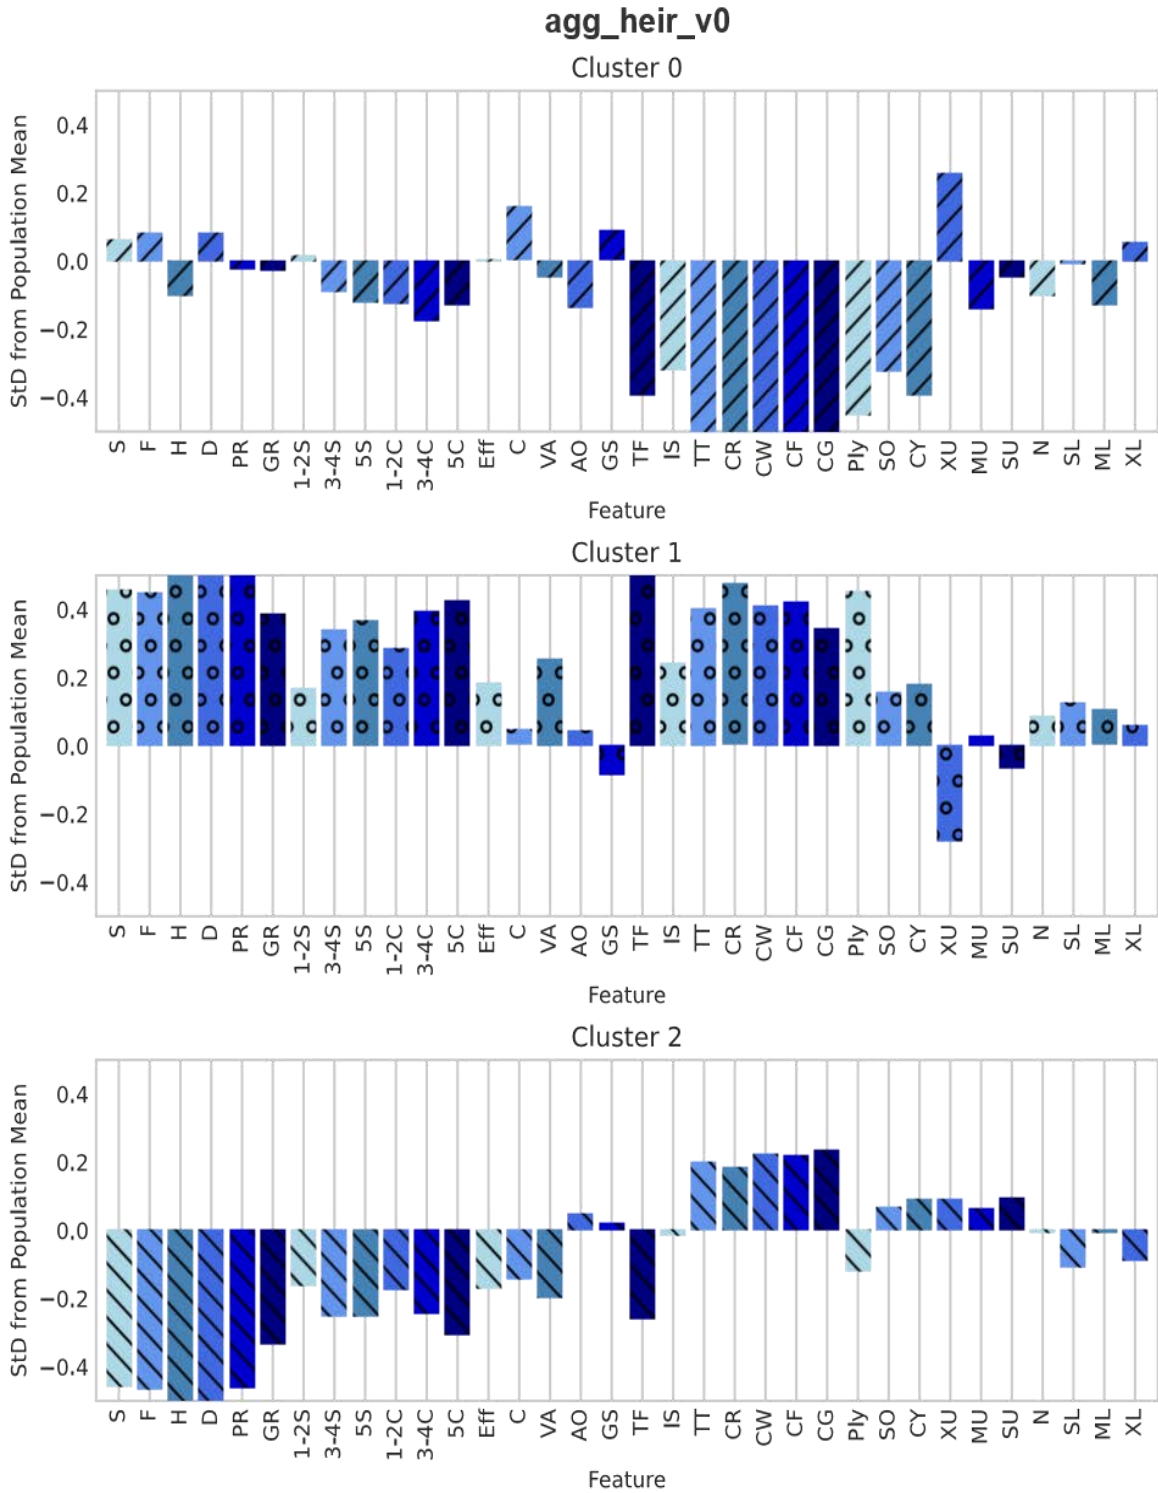 agg_heir_v0
Cluster 0
StD from Population Mean
0.4
0.2
0.0
−0.2
−0.4
S F H D PR GR 1-2S 3-4S 5S 1-2C 3-4C 5C Eff C VA AO GS TF IS TT CR CW CF CG Ply SO CY XU MU SU N SL ML XL
Feature
Cluster 1
StD from Population Mean
0.4
0.2
0.0
−0.2
−0.4
S F H D PR GR 1-2S 3-4S 5S 1-2C 3-4C 5C Eff C VA AO GS TF IS TT CR CW CF CG Ply SO CY XU MU SU N SL ML XL
Feature
Cluster 2
StD from Population Mean
0.4
0.2
0.0
−0.2
−0.4
S F H D PR GR 1-2S 3-4S 5S 1-2C 3-4C 5C Eff C VA AO GS TF IS TT CR CW CF CG Ply SO CY XU MU SU N SL ML XL
Feature